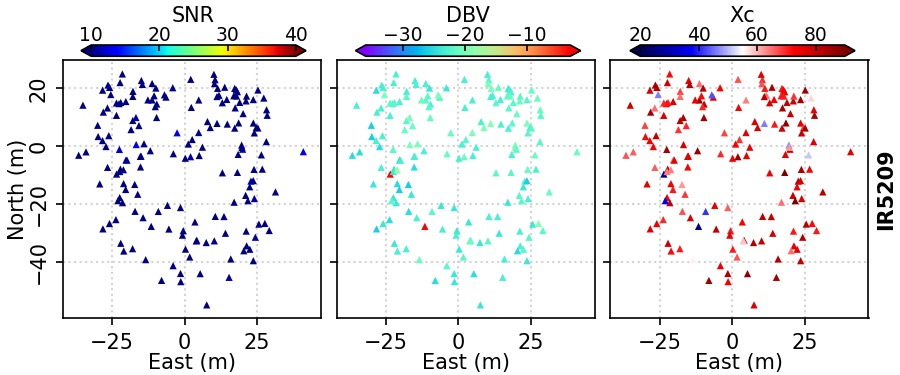 SNR DBV Xc
10 20 30 40 −30 −20 −10 20 40 60 80
20
0
−20
−40
North (m)
IR5209
−25 0 25 −25 0 25 −25 0 25
East (m) East (m) East (m)